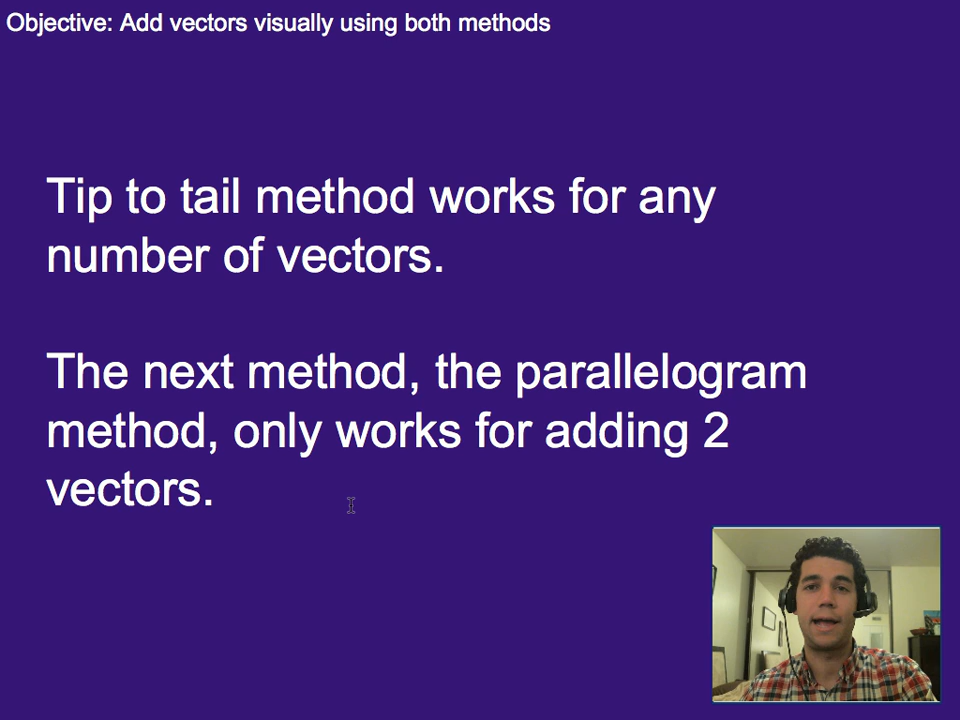 Objective: Add vectors visually using both methods
Tip to tail method works for any
number of vectors.
The next method, the parallelogram
method, only works for adding 2
vectors.